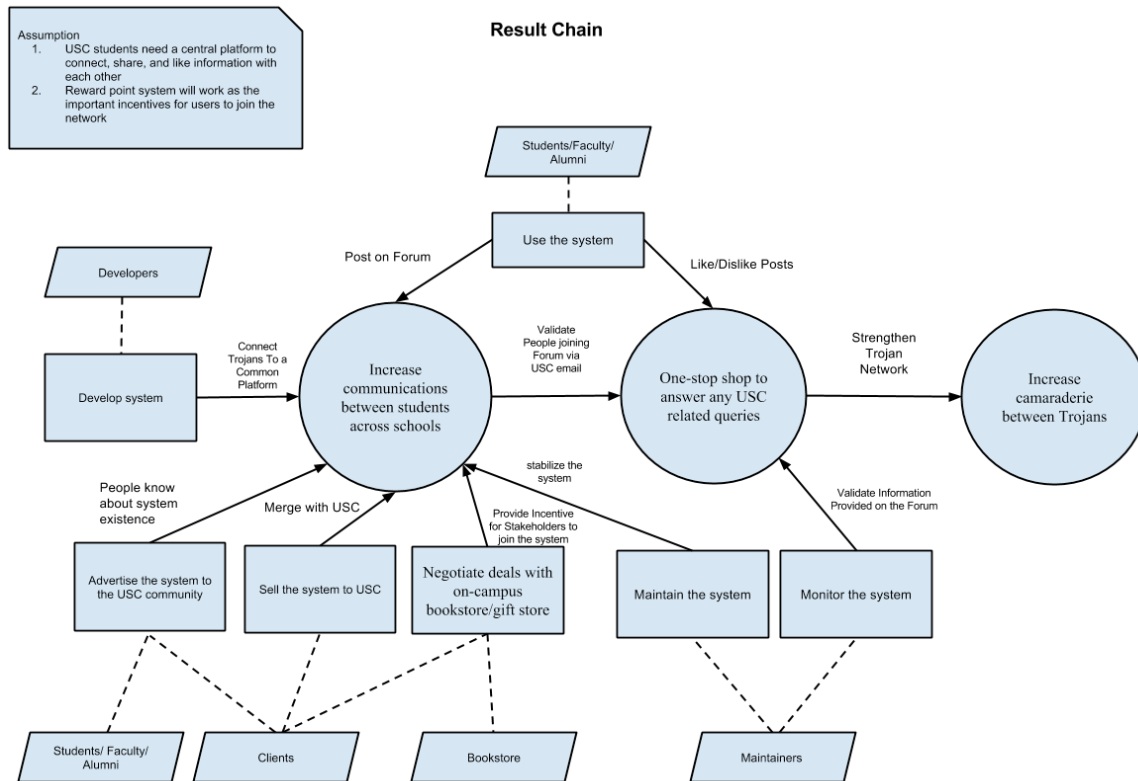 Result Chain
Assumption
1. USC students need a central platform to
connect, share, and like information with
each other
2. Reward point system will work as the
important incentives for users to join the
network
Students/Faculty/
Alumni
Use the system
Post on Forum
Like/Dislike Posts
Developers
Develop system
Connect
Trojans To a
Common
Platform
Increase
communications
between students
across schools
Validate
People joining
Forum via
USC email
One-stop shop to
answer any USC
related queries
Strengthen
Trojan
Network
Increase
camaraderie
between Trojans
People know
about system
existence
Merge with USC
Provide Incentive
for Stakeholders to
join the system
stabilize the
system
Validate Information
Provided on the Forum
Advertise the system to
the USC community
Sell the system to USC
Negotiate deals with
on-campus
bookstore/gift store
Maintain the system
Monitor the system
Students/ Faculty/
Alumni
Clients
Bookstore
Maintainers